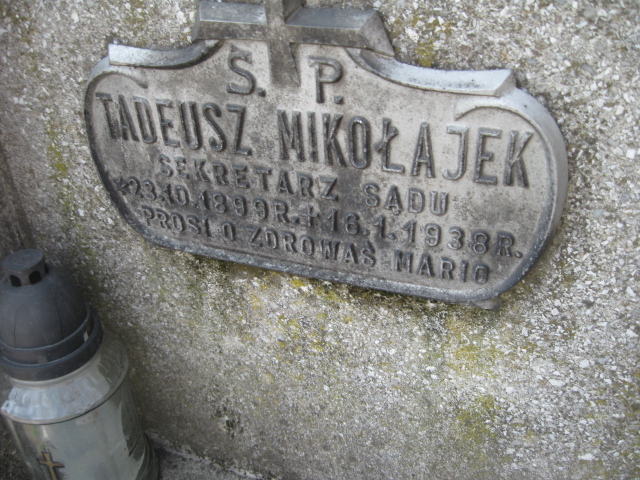 Ś. P.
TADEUSZ MIKOŁAJEK
SEKRETARZ SĄDU
*23.10.1899R.+16.1.1938R.
PROSI O ZDROWAŚ MARIO